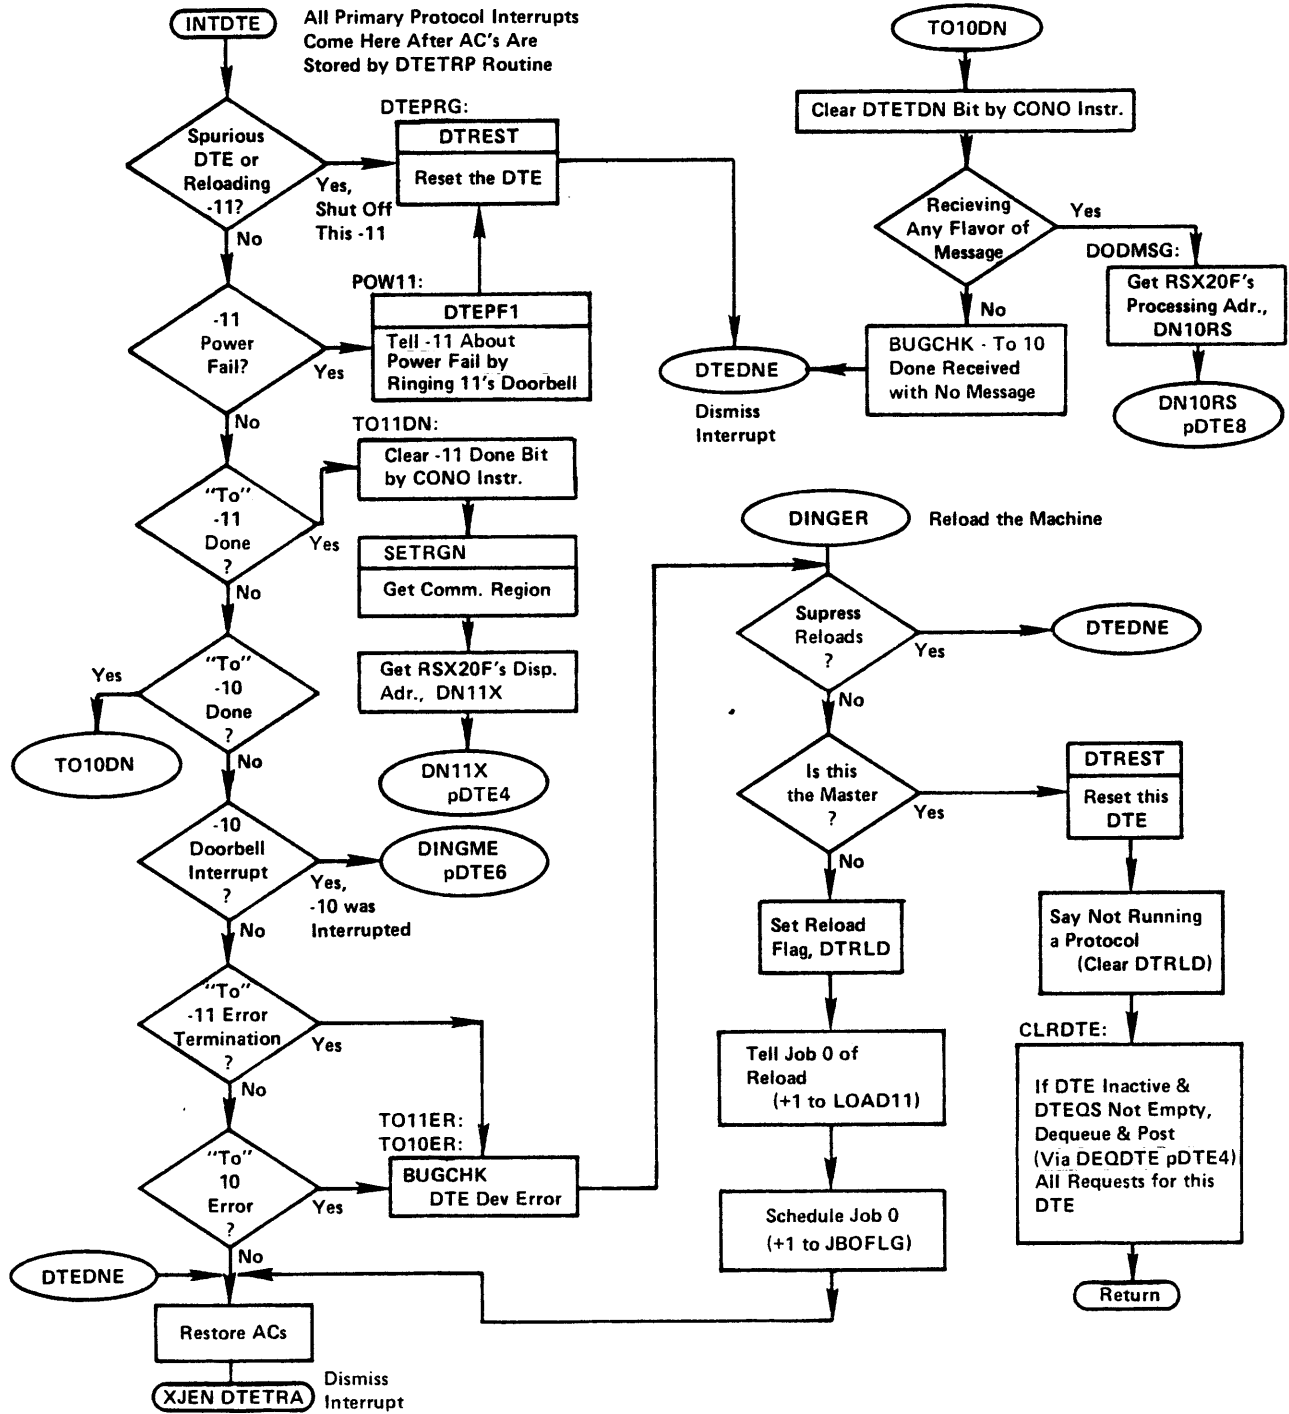 INTDTE
All Primary Protocol Interrupts
Come Here After AC's Are
Stored by DTETRP Routine
Spurious
DTE or
Reloading
-11?
Yes,
Shut Off
This -11
No
DTEPRG:
DTREST
Reset the DTE
-11
Power
Fail?
Yes
No
POW11:
DTEPF1
Tell -11 About
Power Fail by
Ringing 11's Doorbell
"To"
-11
Done
?
Yes
No
TO11DN:
Clear -11 Done Bit
by CONO Instr.
SETRGN
Get Comm. Region
Get RSX20F's Disp.
Adr., DN11X
DN11X
pDTE4
"To"
-10
Done
?
Yes
No
TO10DN
-10
Doorbell
Interrupt
?
Yes,
-10 was
Interrupted
No
DINGME
pDTE6
"To"
-11 Error
Termination
?
Yes
No
"To"
10
Error
?
Yes
No
TO11ER:
TO10ER:
BUGCHK
DTE Dev Error
DTEDNE
Restore ACs
XJEN DTETRA
Dismiss
Interrupt
TO10DN
Clear DTETDN Bit by CONO Instr.
Recieving
Any Flavor of
Message
Yes
No
DODMSG:
Get RSX20F's
Processing Adr.,
DN10RS
DN10RS
pDTE8
BUGCHK - To 10
Done Received
with No Message
DTEDNE
Dismiss
Interrupt
DINGER
Reload the Machine
Supress
Reloads
?
Yes
No
DTEDNE
Is this
the Master
?
Yes
No
DTREST
Reset this
DTE
Say Not Running
a Protocol
(Clear DTRLD)
CLRDTE:
If DTE Inactive &
DTEQS Not Empty,
Dequeue & Post
(Via DEQDTE pDTE4)
All Requests for this
DTE
Return
Set Reload
Flag, DTRLD
Tell Job 0 of
Reload
(+1 to LOAD11)
Schedule Job 0
(+1 to JBOFLG)